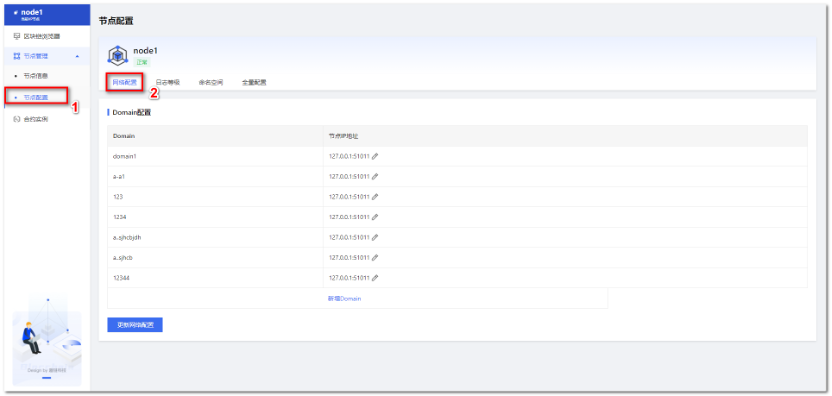 node1
节点配置
区块链浏览器
node1
节点管理
正常
节点信息
网络配置
日志等级
命名空间
全量配置
节点配置
1
2
合约实例
Domain配置
Domain
节点IP地址
domain1
127.0.0.1:51011
a-a1
127.0.0.1:51011
123
127.0.0.1:51011
1234
127.0.0.1:51011
a.sjhcbjdh
127.0.0.1:51011
a.sjhcb
127.0.0.1:51011
12344
127.0.0.1:51011
新增Domain
更新网络配置
Design by 趣链科技